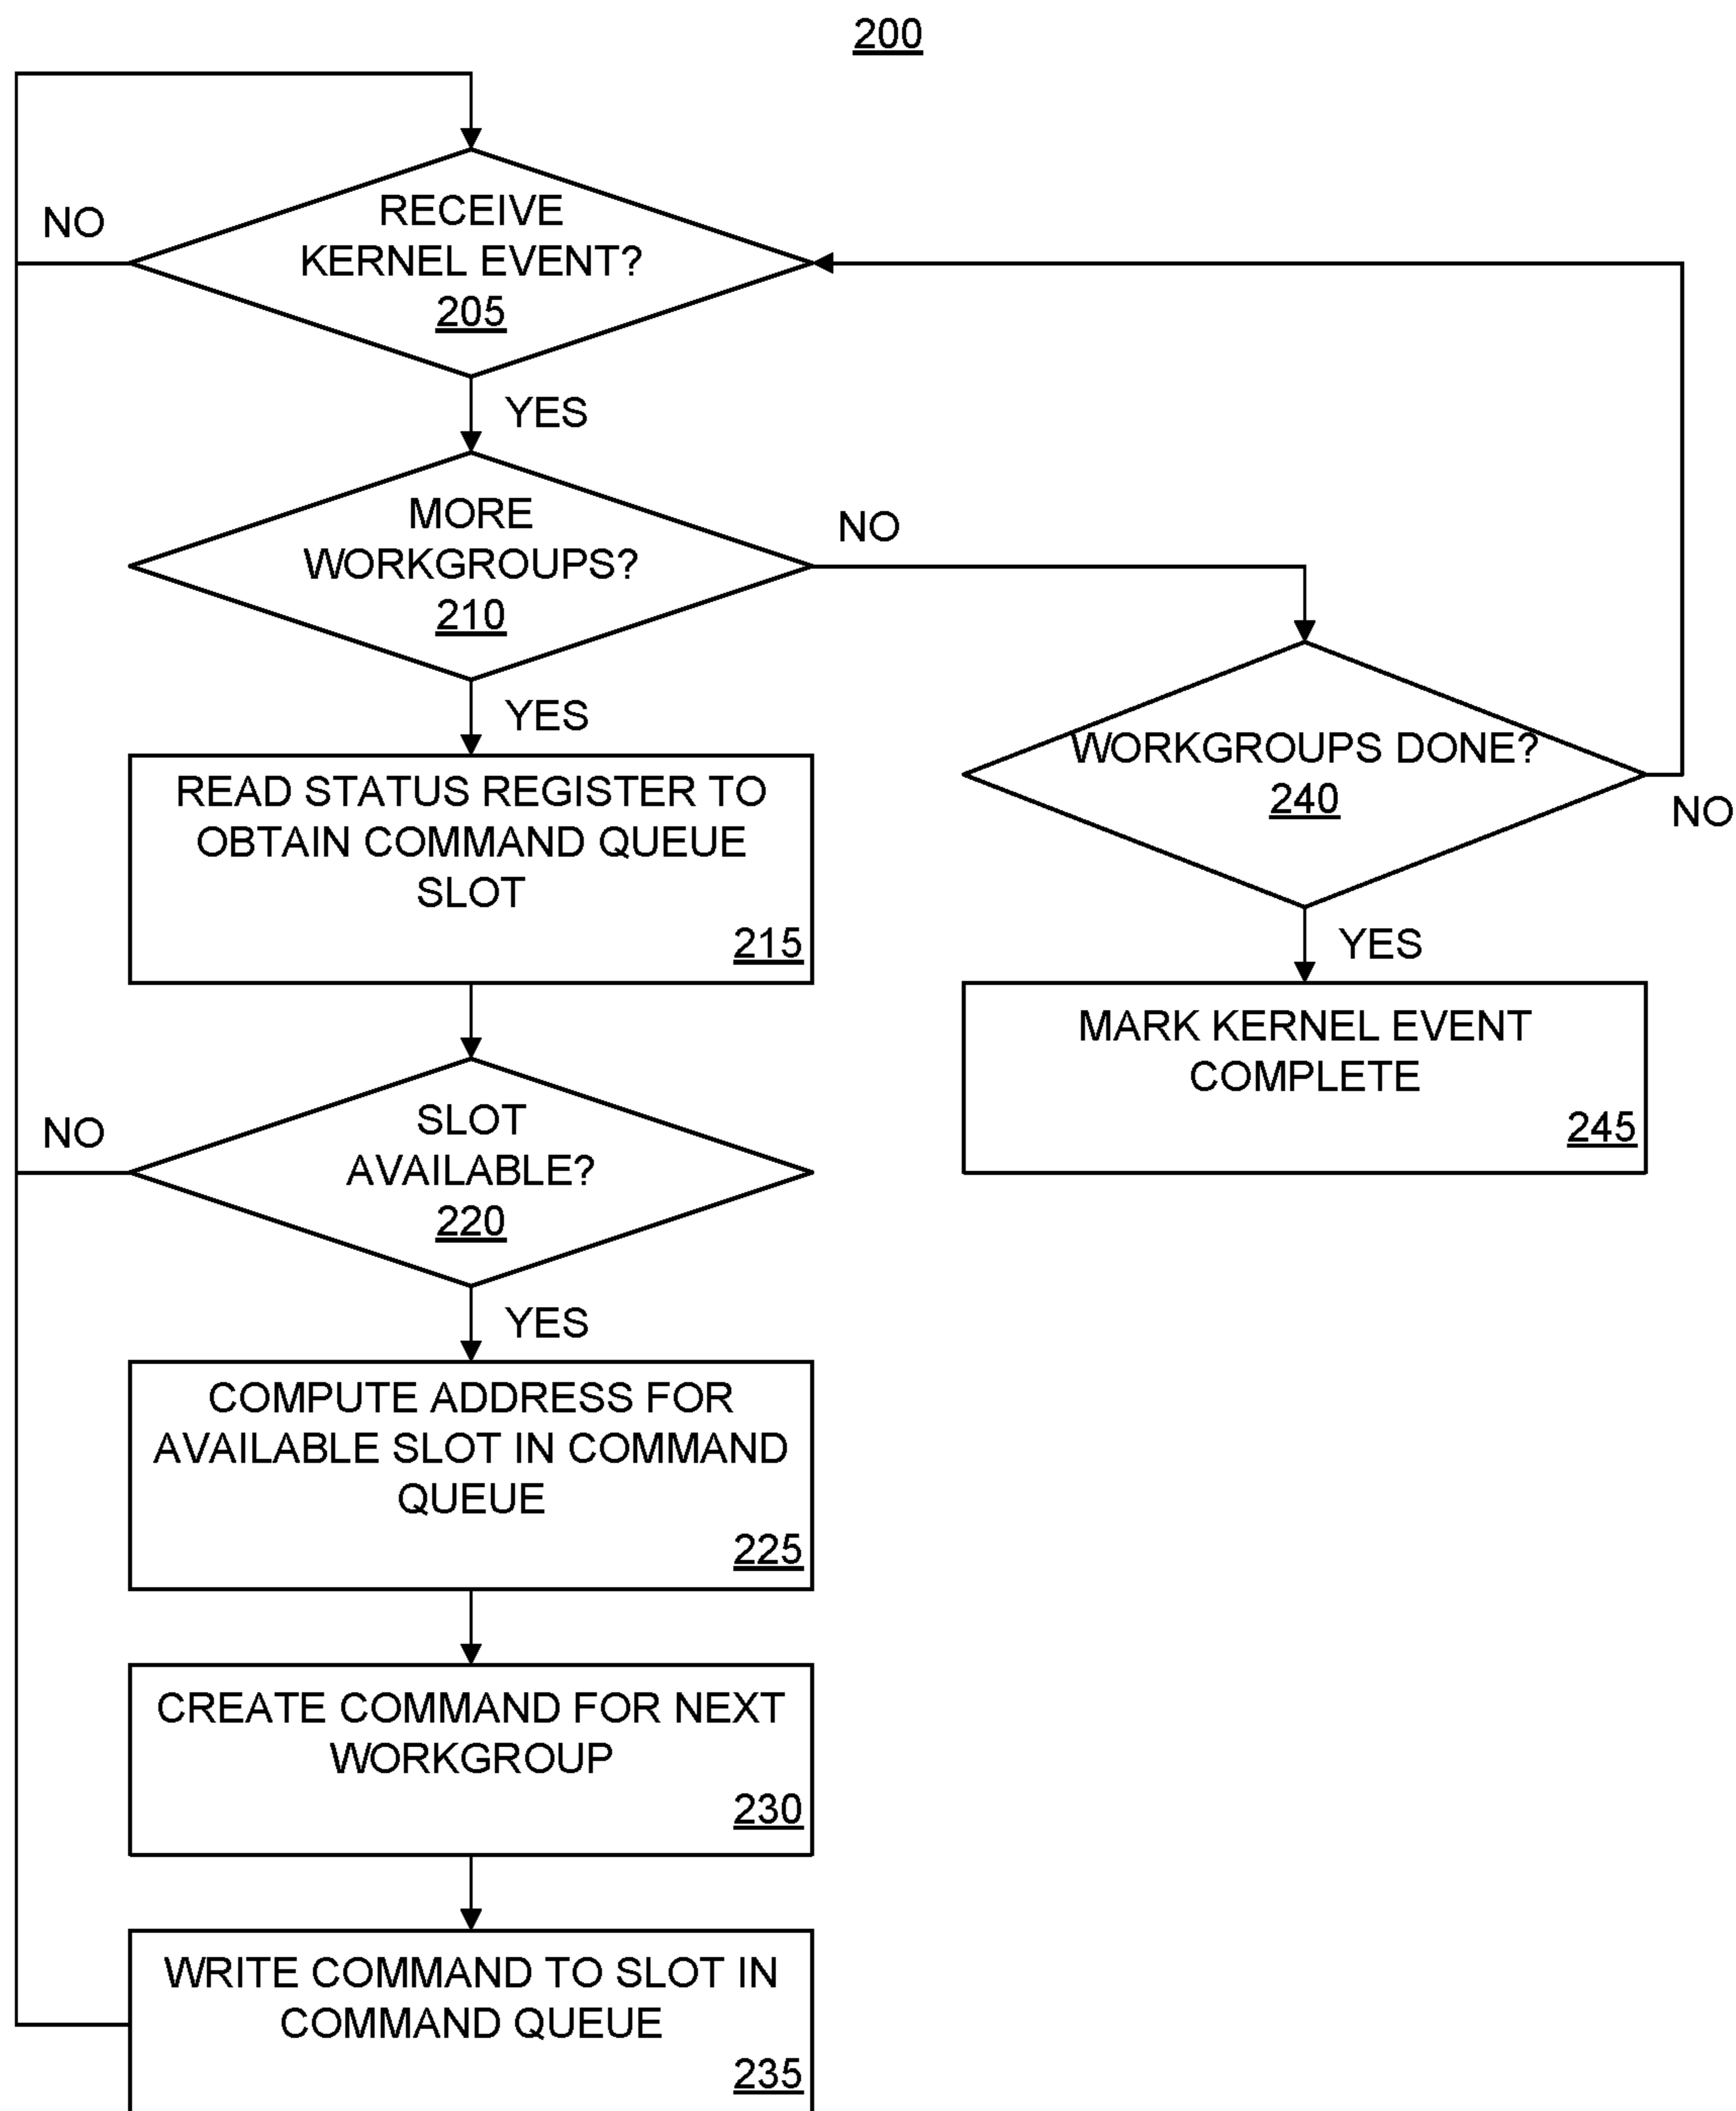 200
NO
RECEIVE
KERNEL EVENT?
205
YES
MORE
WORKGROUPS?
210
NO
YES
READ STATUS REGISTER TO
OBTAIN COMMAND QUEUE
SLOT
215
WORKGROUPS DONE?
240
NO
YES
MARK KERNEL EVENT
COMPLETE
245
NO
SLOT
AVAILABLE?
220
YES
COMPUTE ADDRESS FOR
AVAILABLE SLOT IN COMMAND
QUEUE
225
CREATE COMMAND FOR NEXT
WORKGROUP
230
WRITE COMMAND TO SLOT IN
COMMAND QUEUE
235